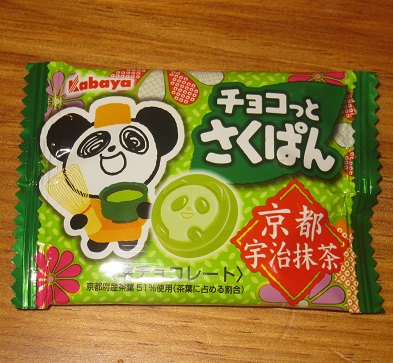 Kabaya
チョコっと
さくぱん
京都
宇治抹茶
チョコレート〉
京都府産茶葉51%使用(茶葉に占める割合)